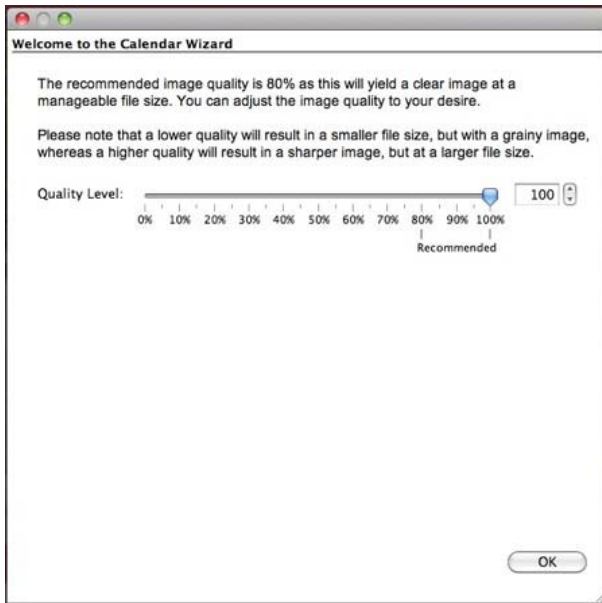 Welcome to the Calendar Wizard
The recommended image quality is 80% as this will yield a clear image at a
manageable file size. You can adjust the image quality to your desire.
Please note that a lower quality will result in a smaller file size, but with a grainy image,
whereas a higher quality will result in a sharper image, but at a larger file size.
Quality Level: 100
0% 10% 20% 30% 40% 50% 60% 70% 80% 90% 100%
Recommended
OK